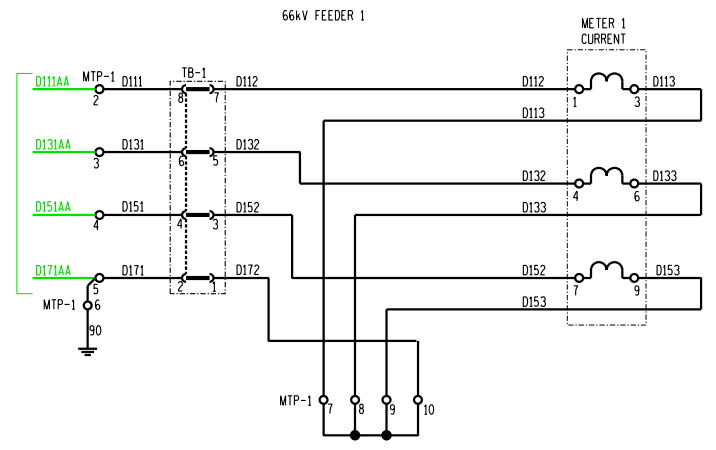 66kV FEEDER 1
METER 1
CURRENT
D111AA MTP-1 D111 TB-1 D112 D112 D113
2 8 7 1 3
D113
D131AA D131 D132
3 6 5
D132 D133
4 6
D151AA D151 D152 D133
4 4 3
D171AA D171 D172 D152 D153
5 2 1 7 9
MTP-1 6 D153
90
MTP-1 7 8 9 10